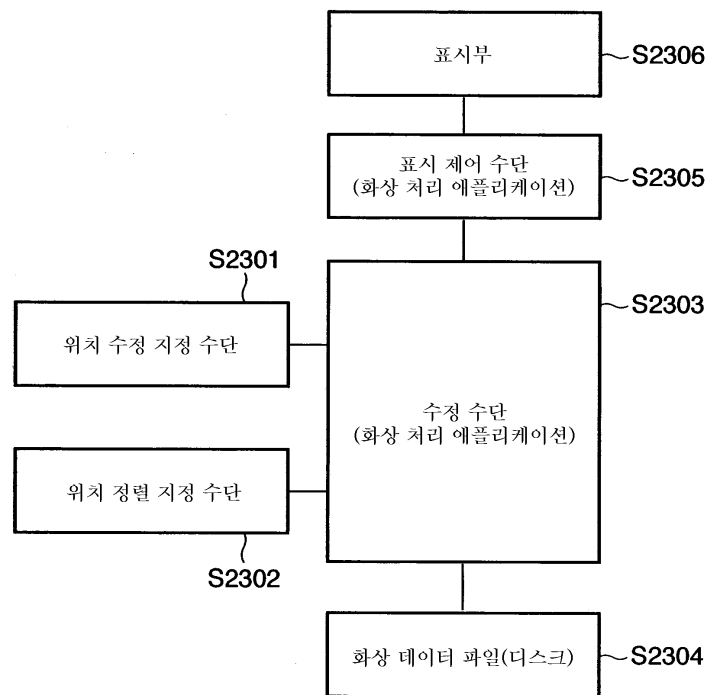 표시부
S2306
표시 제어 수단
(화상 처리 애플리케이션)
S2305
S2301
위치 수정 지정 수단
S2303
수정 수단
(화상 처리 애플리케이션)
위치 정렬 지정 수단
S2302
화상 데이터 파일(디스크)
S2304